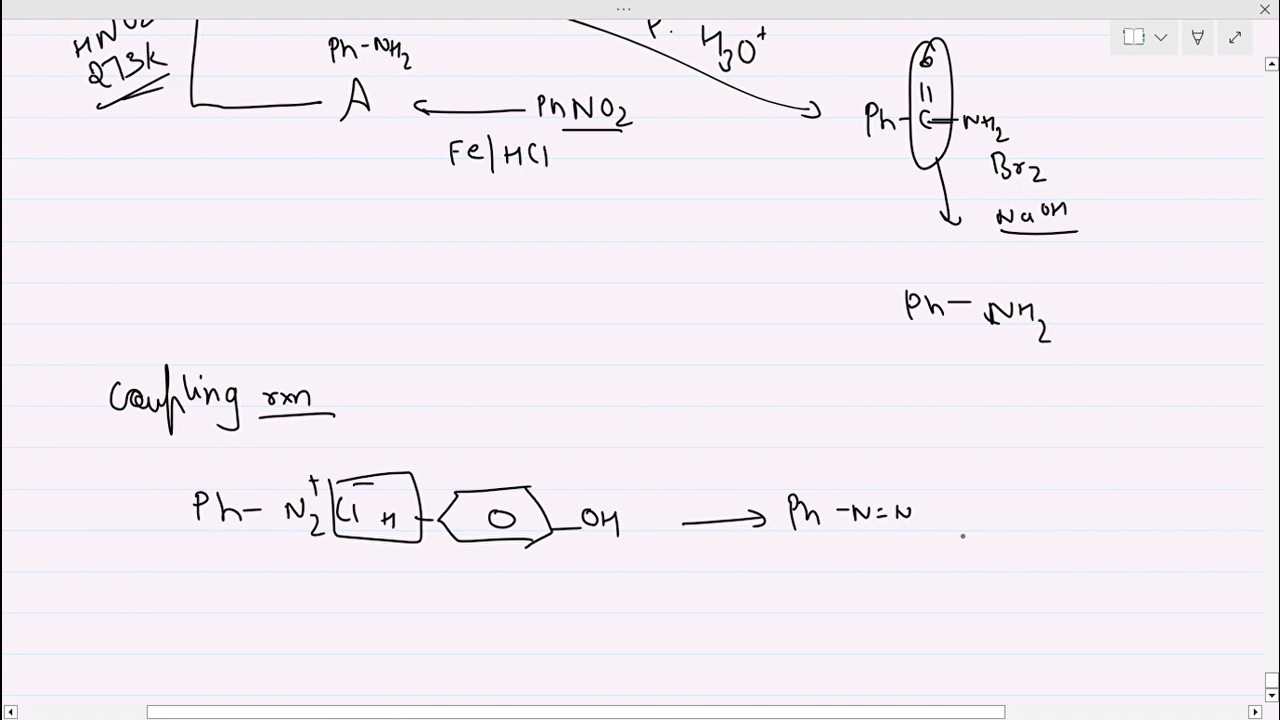 HNO2
273k
Ph-NH2
A ← PhNO2
Fe|HCl
P. H3O+
O
||
Ph-C-NH2
Br2
NaOH
Ph-NH2
Coupling rxn
Ph-N2+ Cl- H-⌬-OH → Ph-N=N